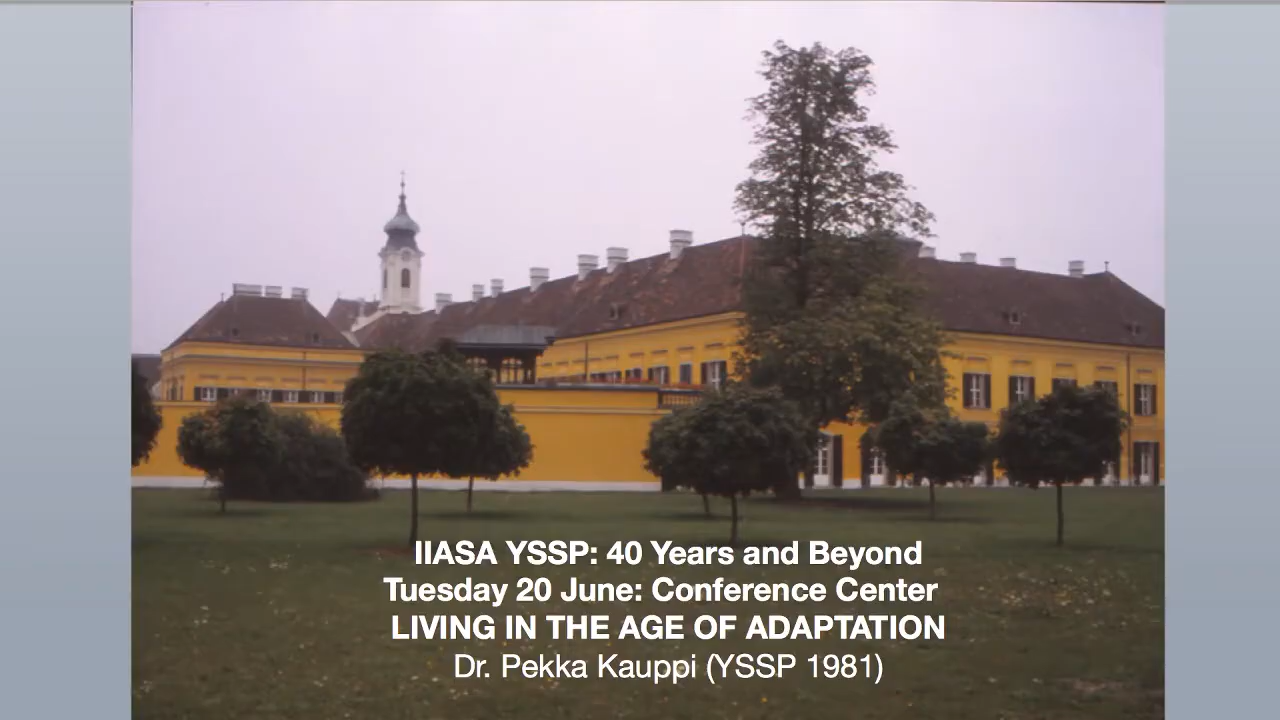 IIASA YSSP: 40 Years and Beyond
Tuesday 20 June: Conference Center
LIVING IN THE AGE OF ADAPTATION
Dr. Pekka Kauppi (YSSP 1981)